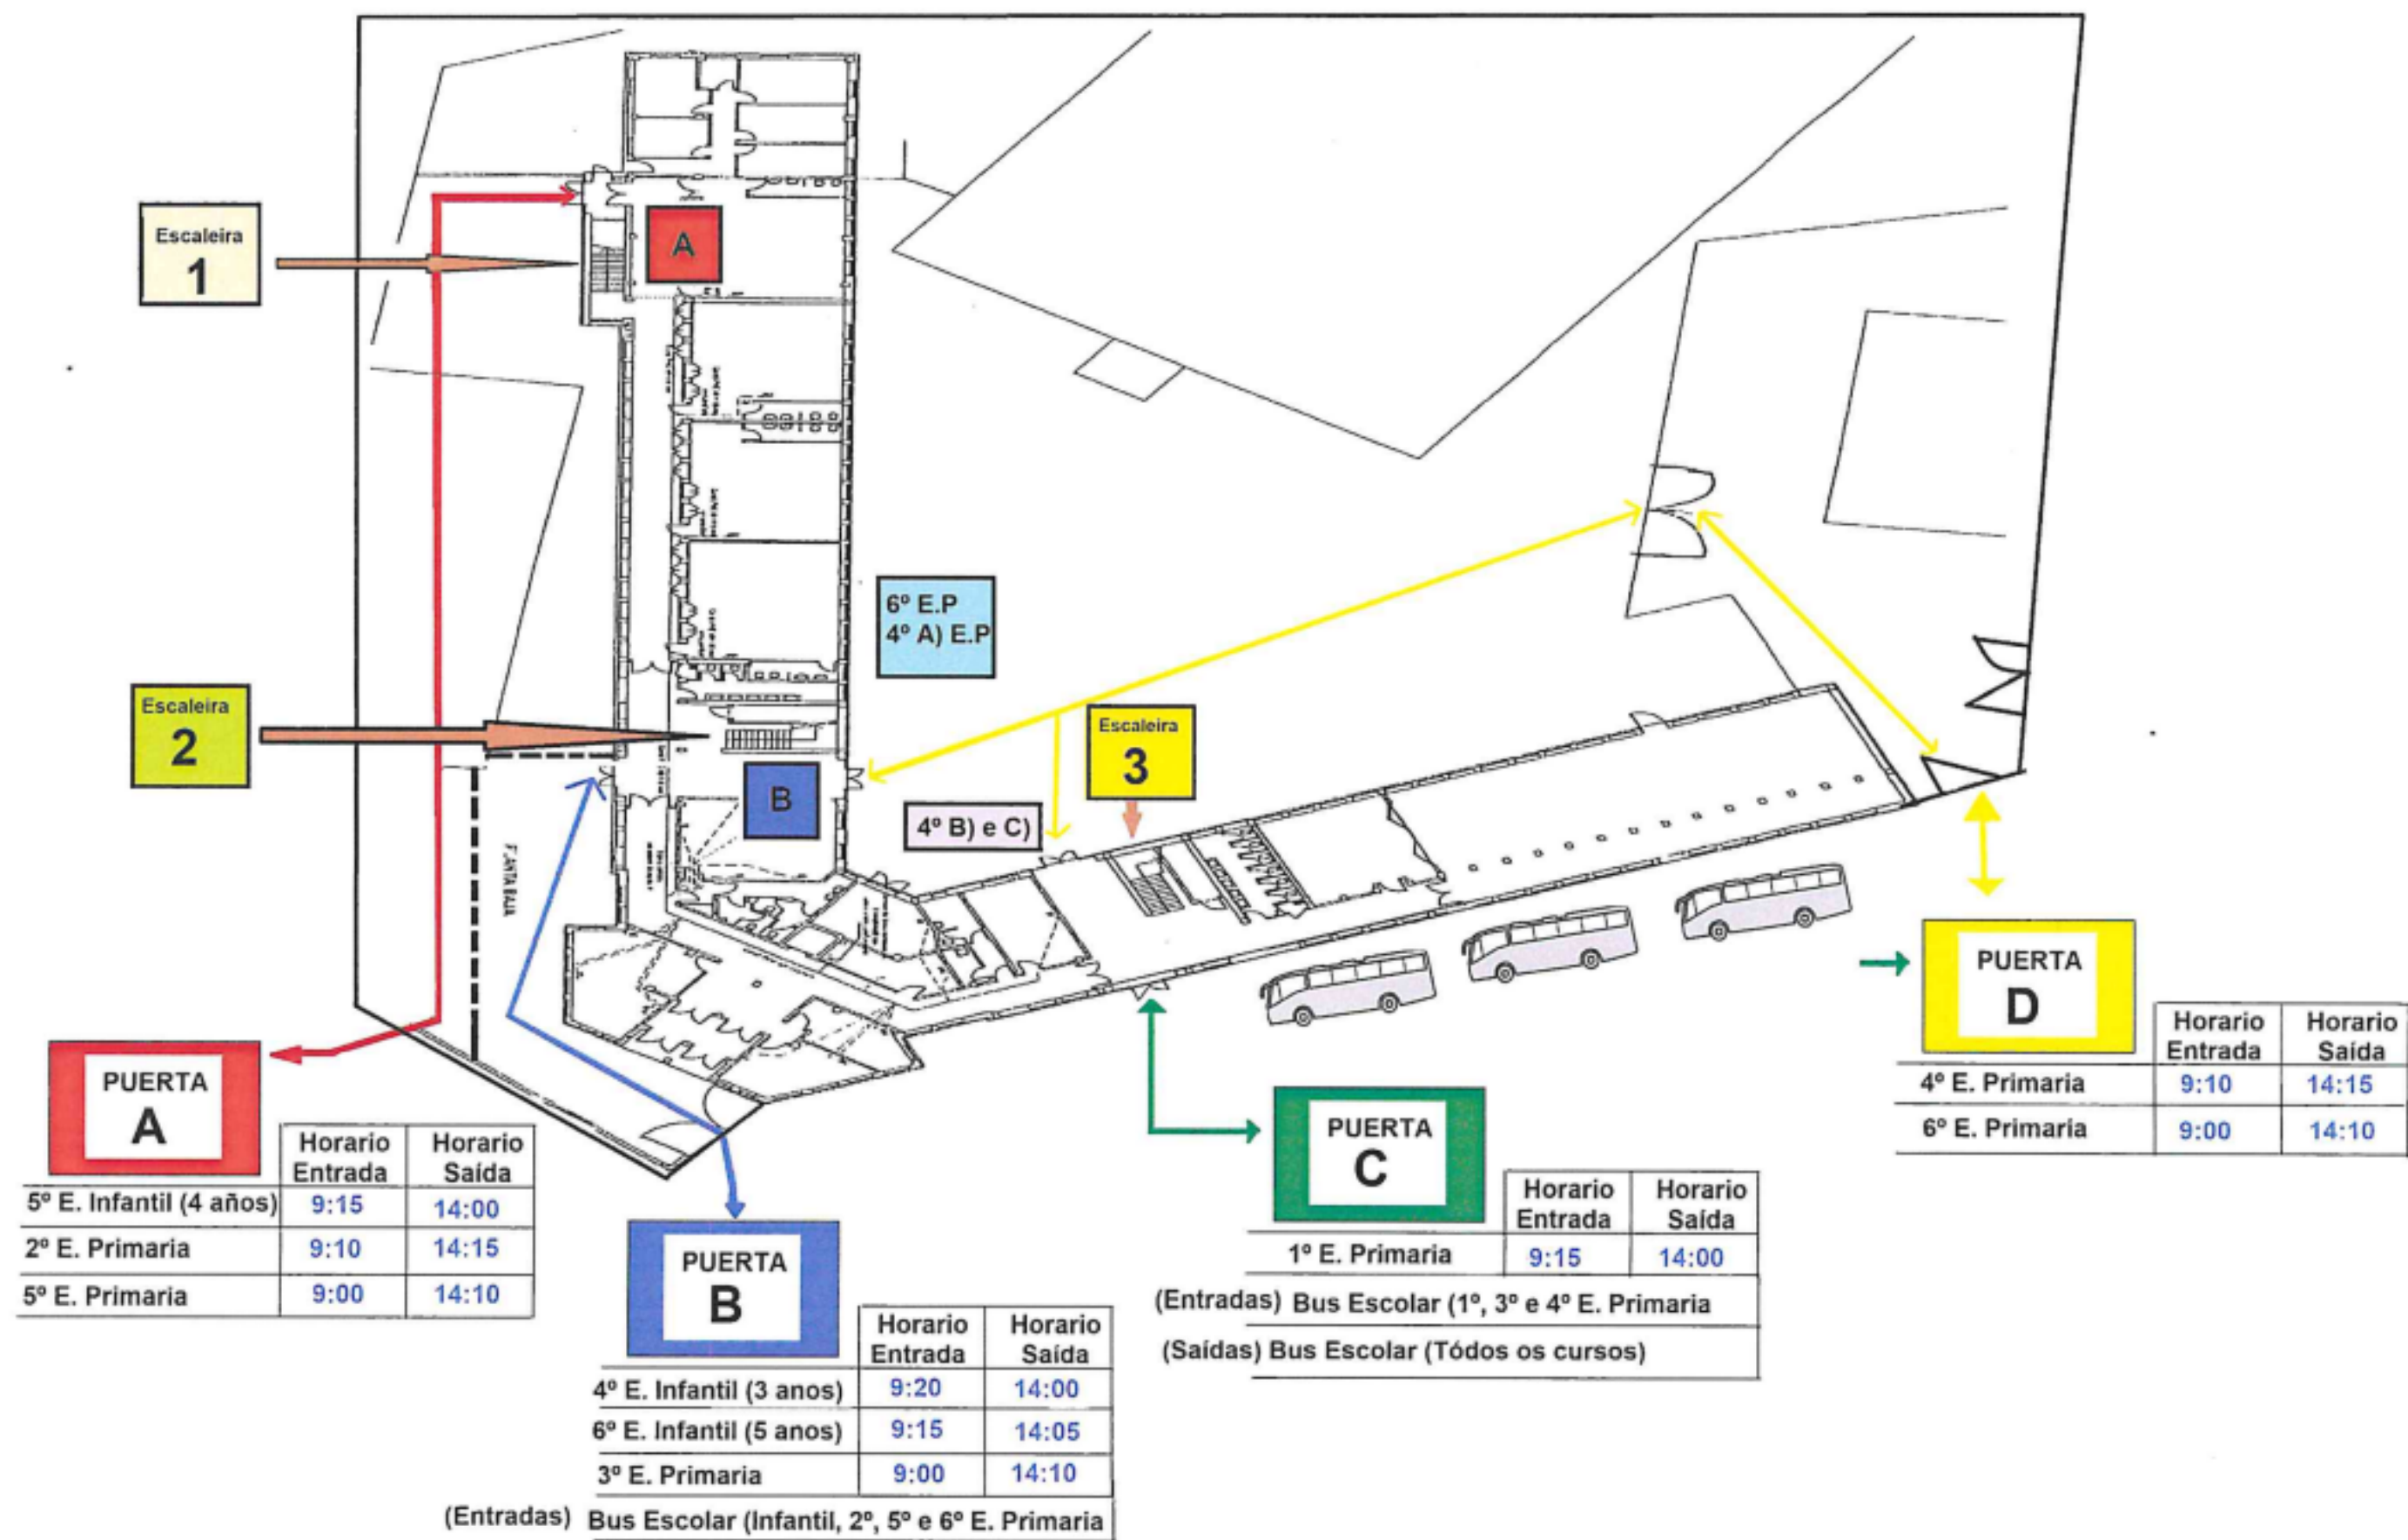 Escaleira
1
A
6º E.P
4º A) E.P
Escaleira
2
Escaleira
3
B
4º B) e C)
PUERTA
A
Horario Entrada
Horario Saída
5º E. Infantil (4 años) 9:15 14:00
2º E. Primaria 9:10 14:15
5º E. Primaria 9:00 14:10
PUERTA
B
Horario Entrada
Horario Saída
4º E. Infantil (3 anos) 9:20 14:00
6º E. Infantil (5 anos) 9:15 14:05
3º E. Primaria 9:00 14:10
(Entradas) Bus Escolar (Infantil, 2º, 5º e 6º E. Primaria
PUERTA
C
Horario Entrada
Horario Saída
1º E. Primaria 9:15 14:00
(Entradas) Bus Escolar (1º, 3º e 4º E. Primaria
(Saídas) Bus Escolar (Tódos os cursos)
PUERTA
D
Horario Entrada
Horario Saída
4º E. Primaria 9:10 14:15
6º E. Primaria 9:00 14:10